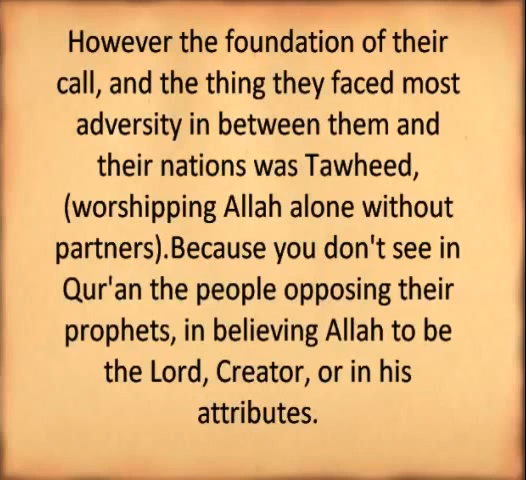 However the foundation of their
call, and the thing they faced most
adversity in between them and
their nations was Tawheed,
(worshipping Allah alone without
partners).Because you don't see in
Qur'an the people opposing their
prophets, in believing Allah to be
the Lord, Creator, or in his
attributes.